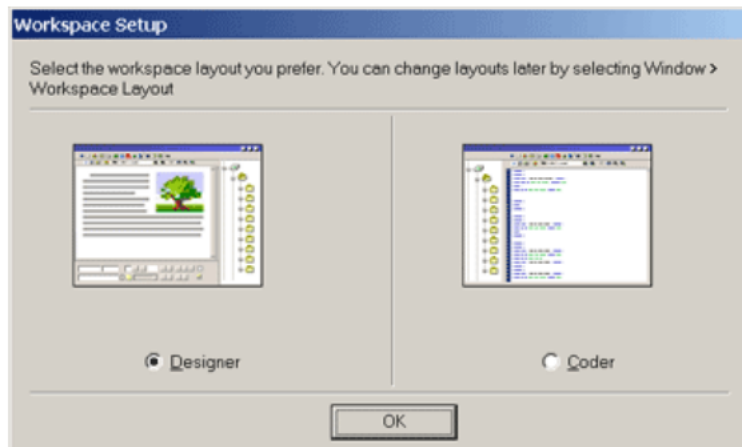 Workspace Setup
Select the workspace layout you prefer. You can change layouts later by selecting Window >
Workspace Layout
Designer
Coder
OK